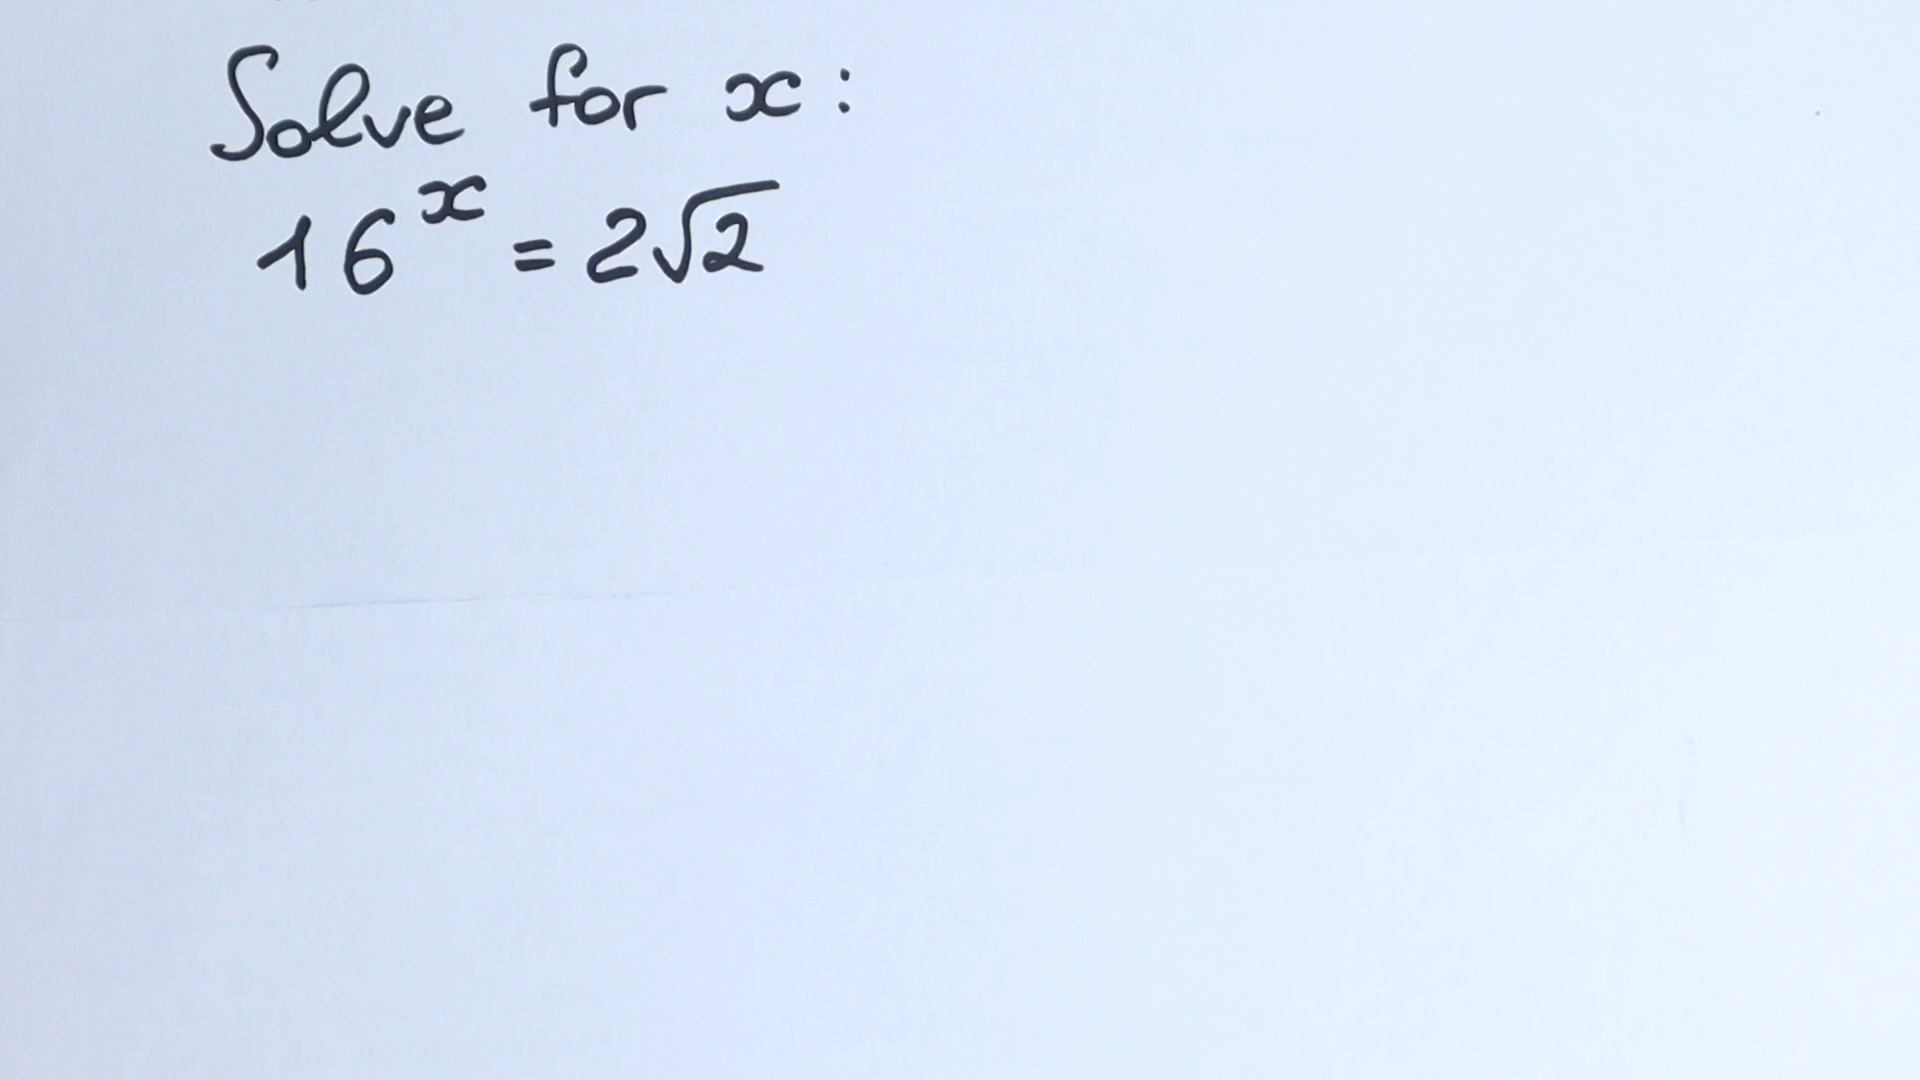 Solve for x:
16^x = 2√2